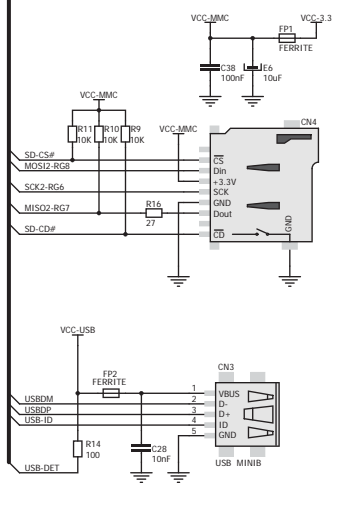 VCC-MMC
VCC-3.3
FP1
FERRITE
C38
100nF
E6
10uF
VCC-MMC
CN4
R11
10K
R10
10K
R9
10K
VCC-MMC
SD-CS#
MOSI2-RG8
SCK2-RG6
MISO2-RG7
SD-CD#
R16
27
CS
Din
+3.3V
SCK
GND
Dout
CD
GND
VCC-USB
FP2
FERRITE
CN3
1
2
3
4
5
VBUS
D-
D+
ID
GND
USBDM
USBDP
USB-ID
R14
100
C28
10nF
USB MINIB
USB-DET